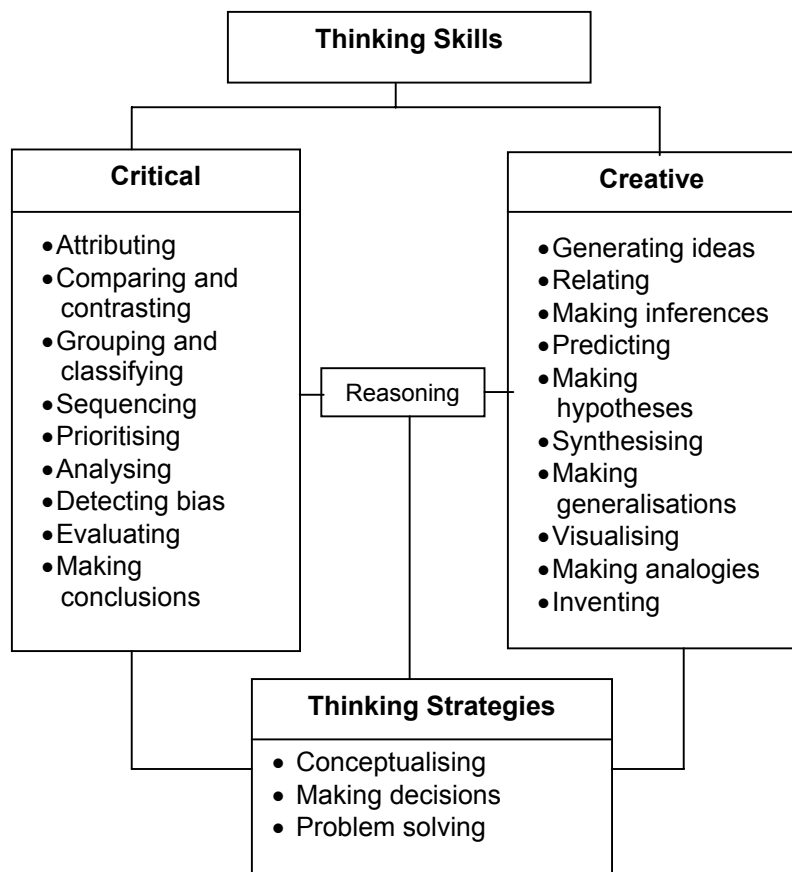 Thinking Skills
Critical
•Attributing
•Comparing and
contrasting
•Grouping and
classifying
•Sequencing
•Prioritising
•Analysing
•Detecting bias
•Evaluating
•Making
conclusions
Reasoning
Creative
•Generating ideas
•Relating
•Making inferences
•Predicting
•Making
hypotheses
•Synthesising
•Making
generalisations
•Visualising
•Making analogies
•Inventing
Thinking Strategies
• Conceptualising
• Making decisions
• Problem solving